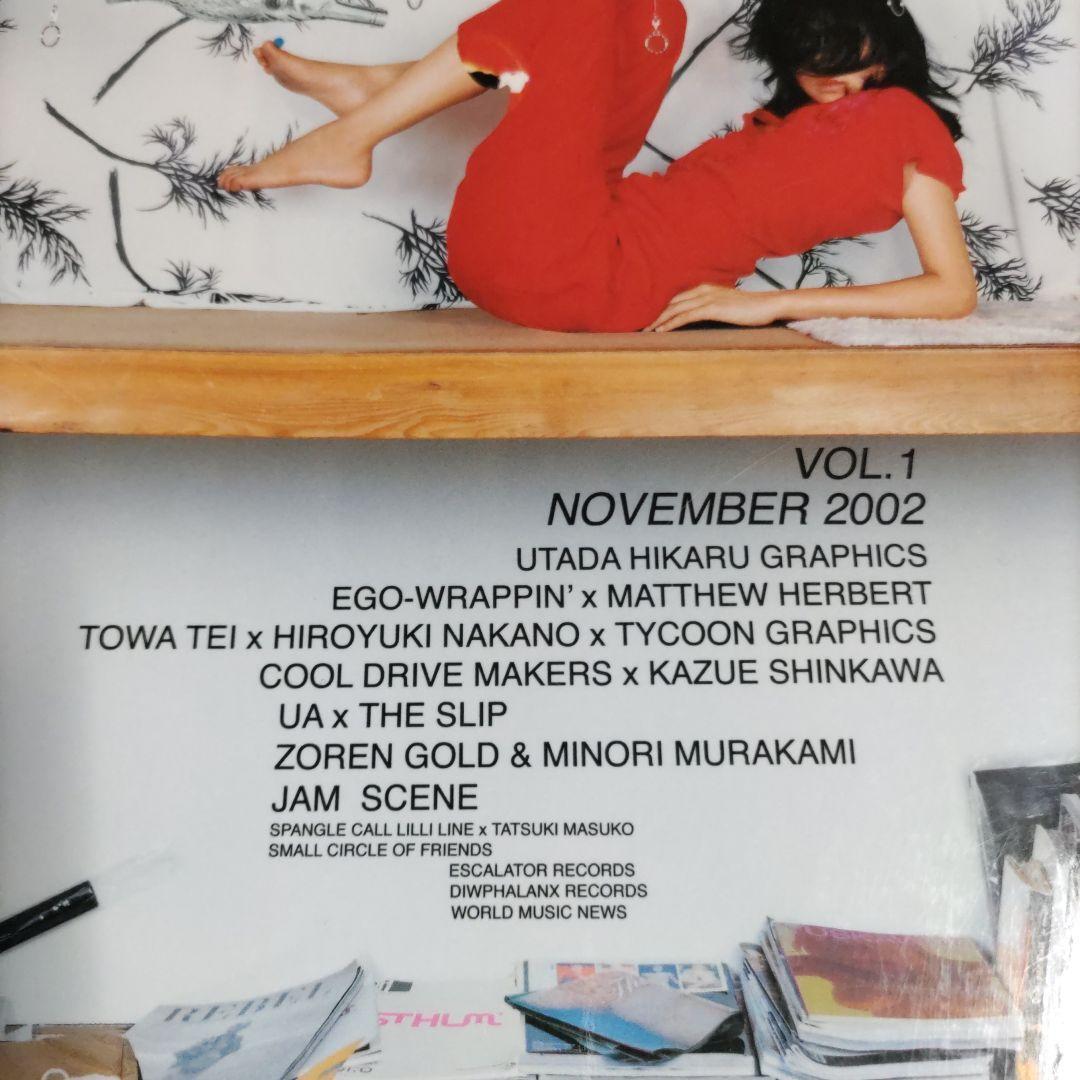 VOL.1
NOVEMBER 2002
UTADA HIKARU GRAPHICS
EGO-WRAPPIN' x MATTHEW HERBERT
TOWA TEI x HIROYUKI NAKANO x TYCOON GRAPHICS
COOL DRIVE MAKERS x KAZUE SHINKAWA
UA x THE SLIP
ZOREN GOLD & MINORI MURAKAMI
JAM SCENE
SPANGLE CALL LILLI LINE x TATSUKI MASUKO
SMALL CIRCLE OF FRIENDS
ESCALATOR RECORDS
DIWPHALANX RECORDS
WORLD MUSIC NEWS